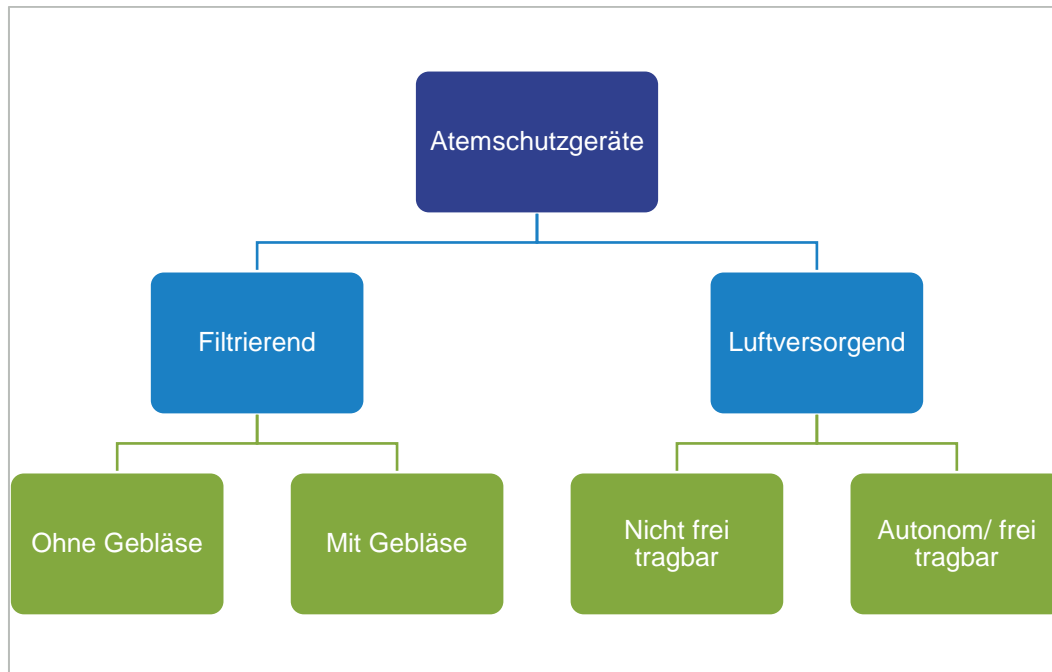 Atemschutzgeräte
Filtrierend
Luftversorgend
Ohne Gebläse
Mit Gebläse
Nicht frei
tragbar
Autonom/ frei
tragbar